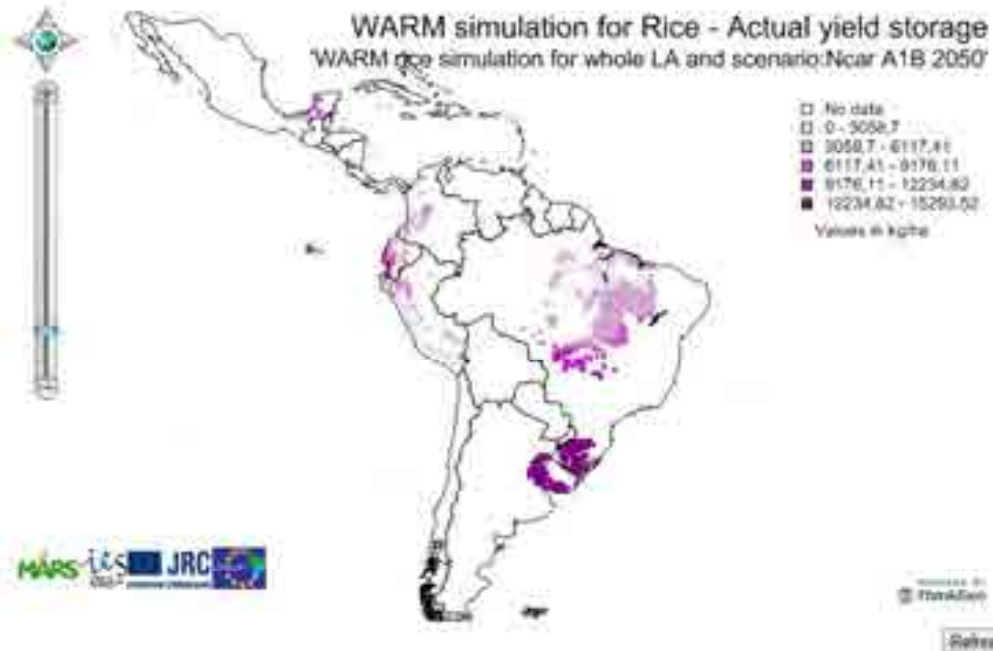 WARM simulation for Rice - Actual yield storage
'WARM rice simulation for whole LA and scenario:Ncar A1B 2050'
No data
0 - 3058,7
3058,7 - 6117,41
6117,41 - 9176,11
9176,11 - 12234,82
12234,82 - 15293,52
Values in kg/ha
MARS
JRC
POWERED BY